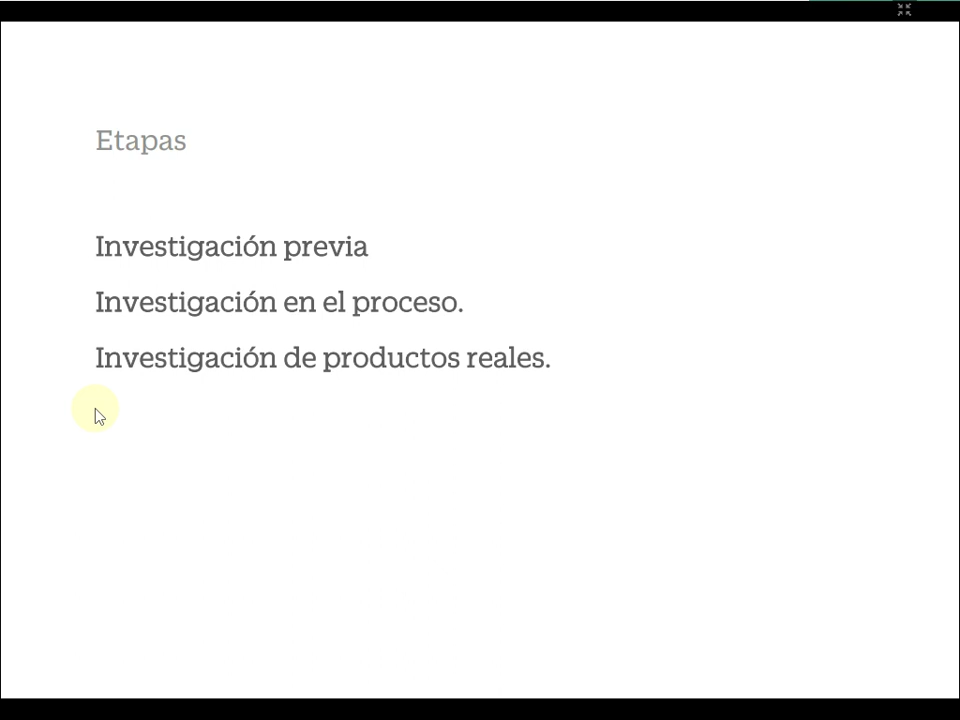 Etapas
Investigación previa
Investigación en el proceso.
Investigación de productos reales.